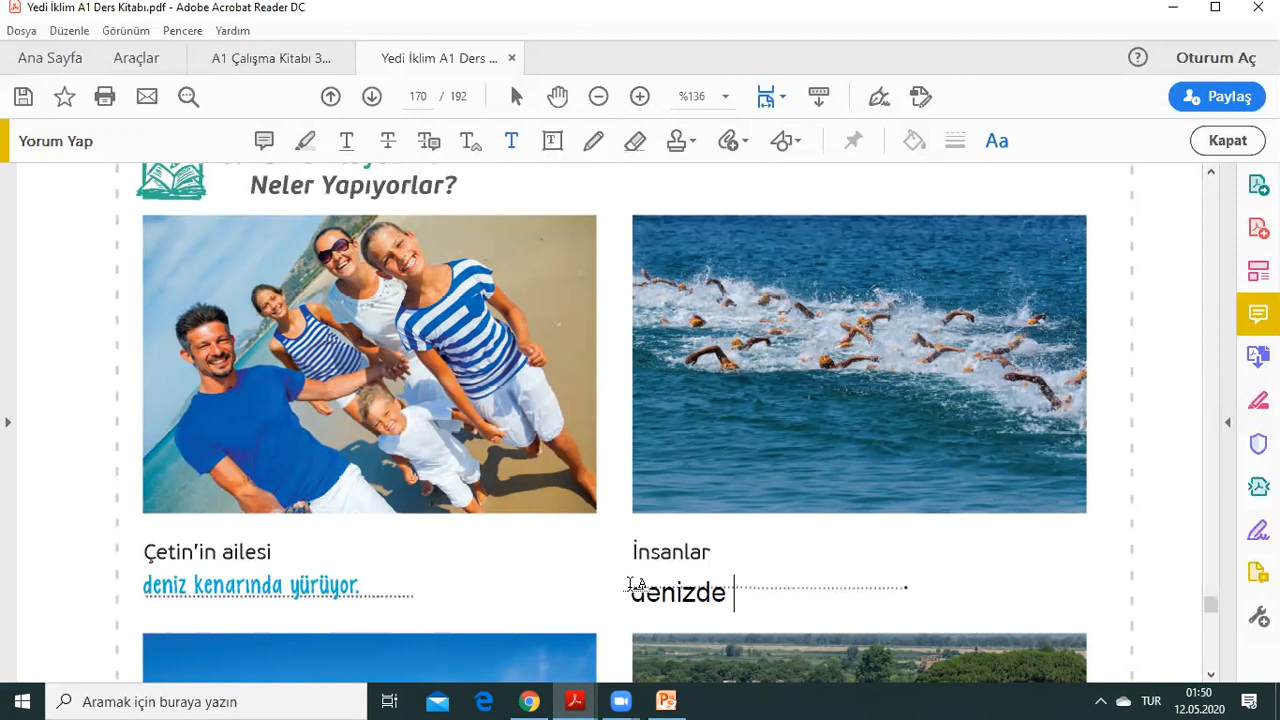 Yedi İklim A1 Ders Kitabı.pdf - Adobe Acrobat Reader DC
Dosya Düzenle Görünüm Pencere Yardım
Ana Sayfa Araçlar A1 Çalışma Kitabı 3... Yedi İklim A1 Ders ... × ? Oturum Aç
170 / 192 %136 Paylaş
Yorum Yap Aa Kapat
Neler Yapıyorlar?
Çetin'in ailesi
deniz kenarında yürüyor.
İnsanlar
denizde
Aramak için buraya yazın
TUR
01:50
12.05.2020